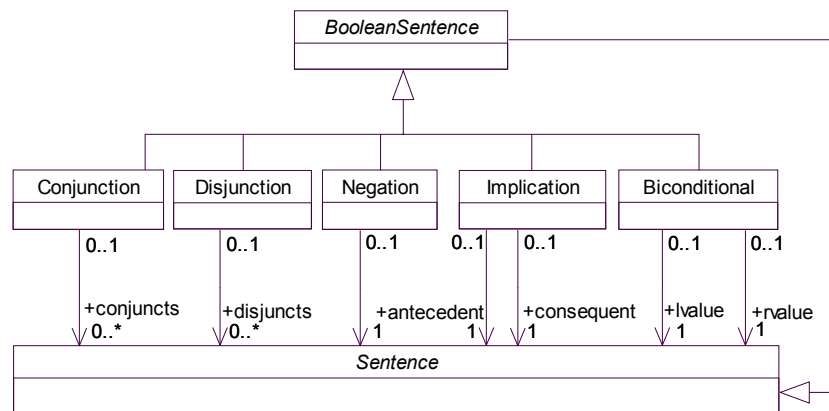 BooleanSentence
Conjunction Disjunction Negation Implication Biconditional
0..1 0..1 0..1 0..1 0..1 0..1 0..1
+conjuncts +disjuncts +antecedent +consequent +lvalue +rvalue
0..* 0..* 1 1 1 1 1
Sentence